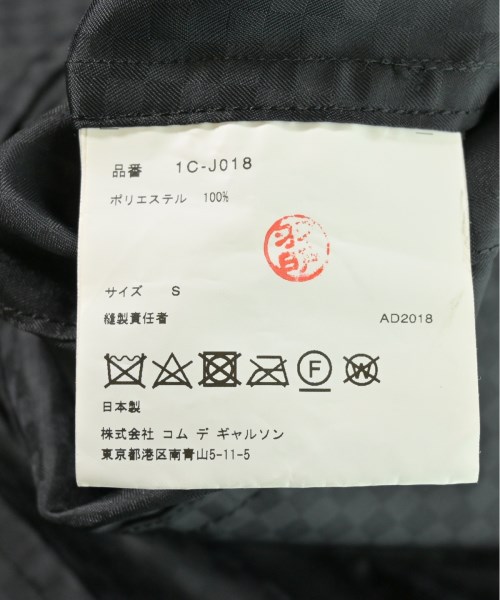 品番 1C-J018
ポリエステル 100%
サイズ S
縫製責任者 AD2018
F W
日本製
株式会社 コム デ ギャルソン
東京都港区南青山5-11-5